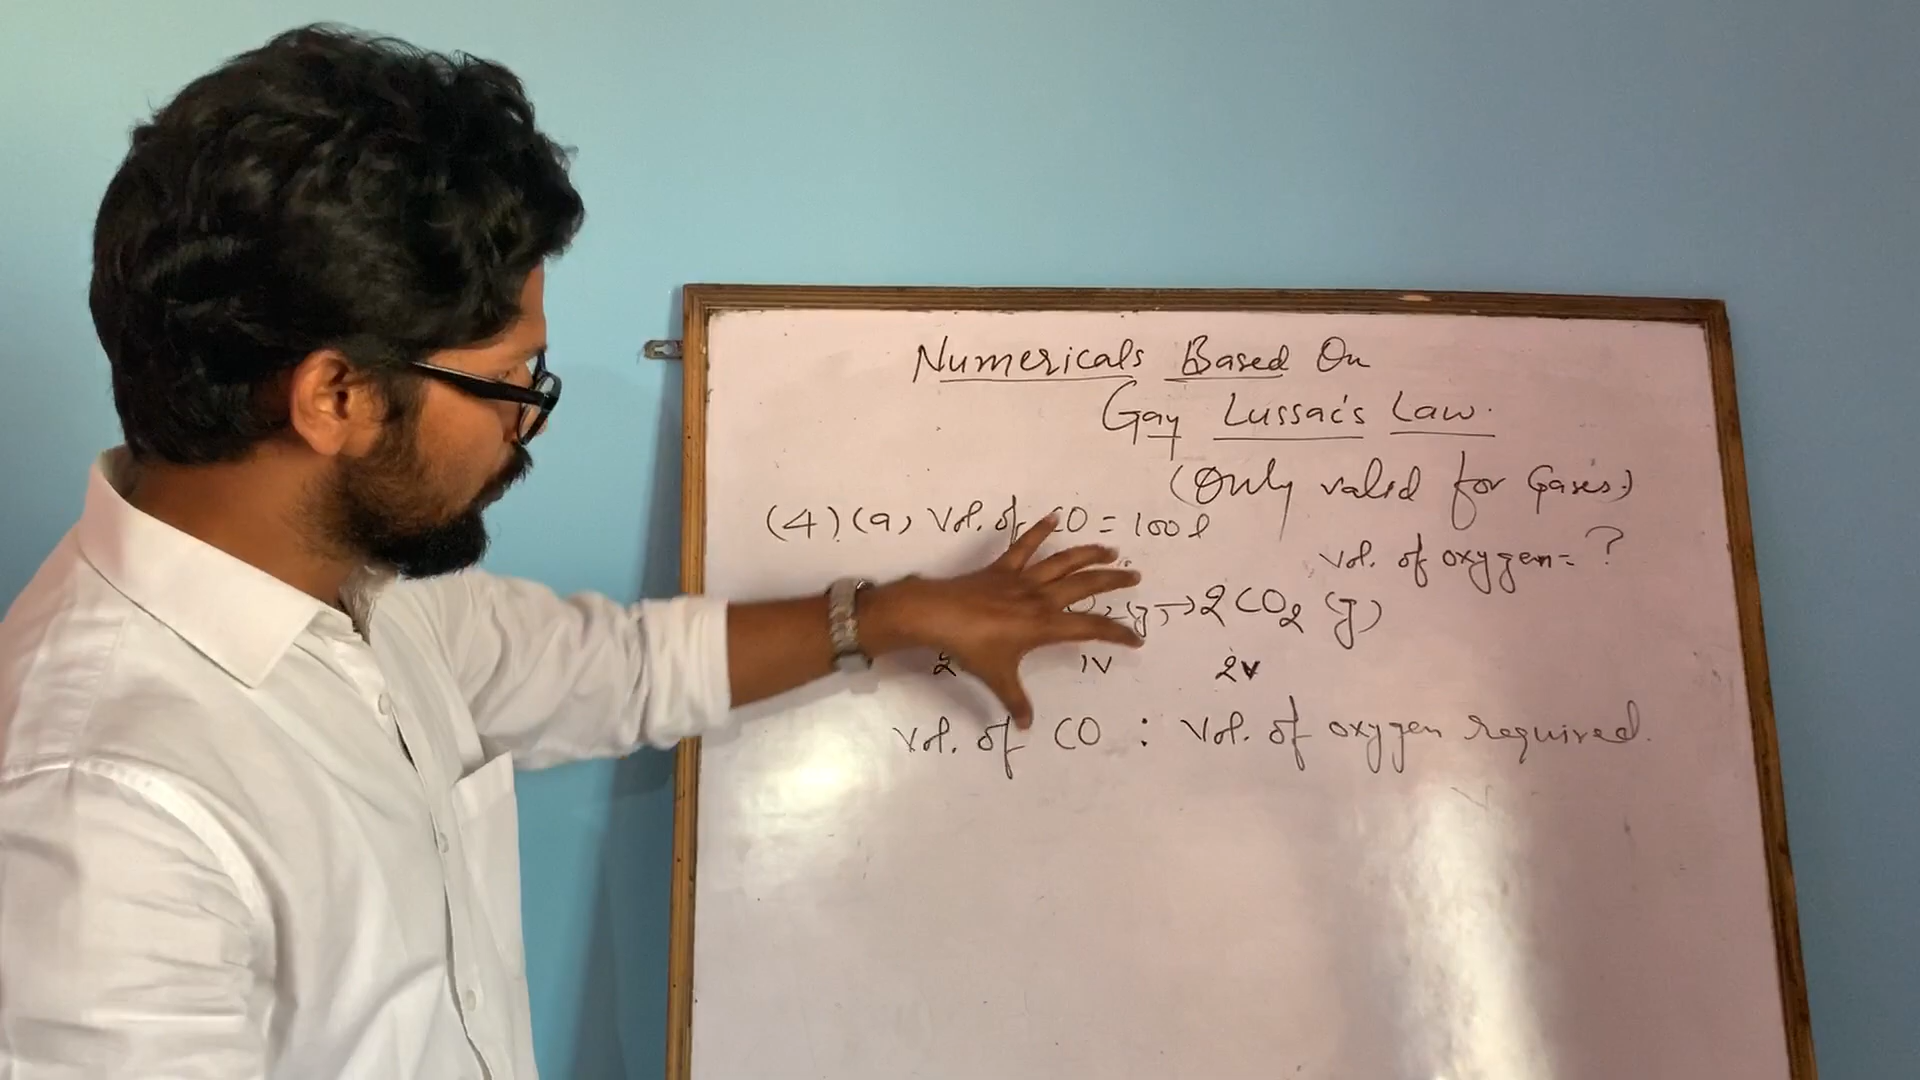 Numericals Based On
Gay Lussac's Law.
(Only valid for Gases)
(4) (a) Vol. of CO = 100 l
Vol. of oxygen = ?
(g) → 2CO₂ (g)
2 1V 2V
Vol. of CO : Vol. of oxygen required.